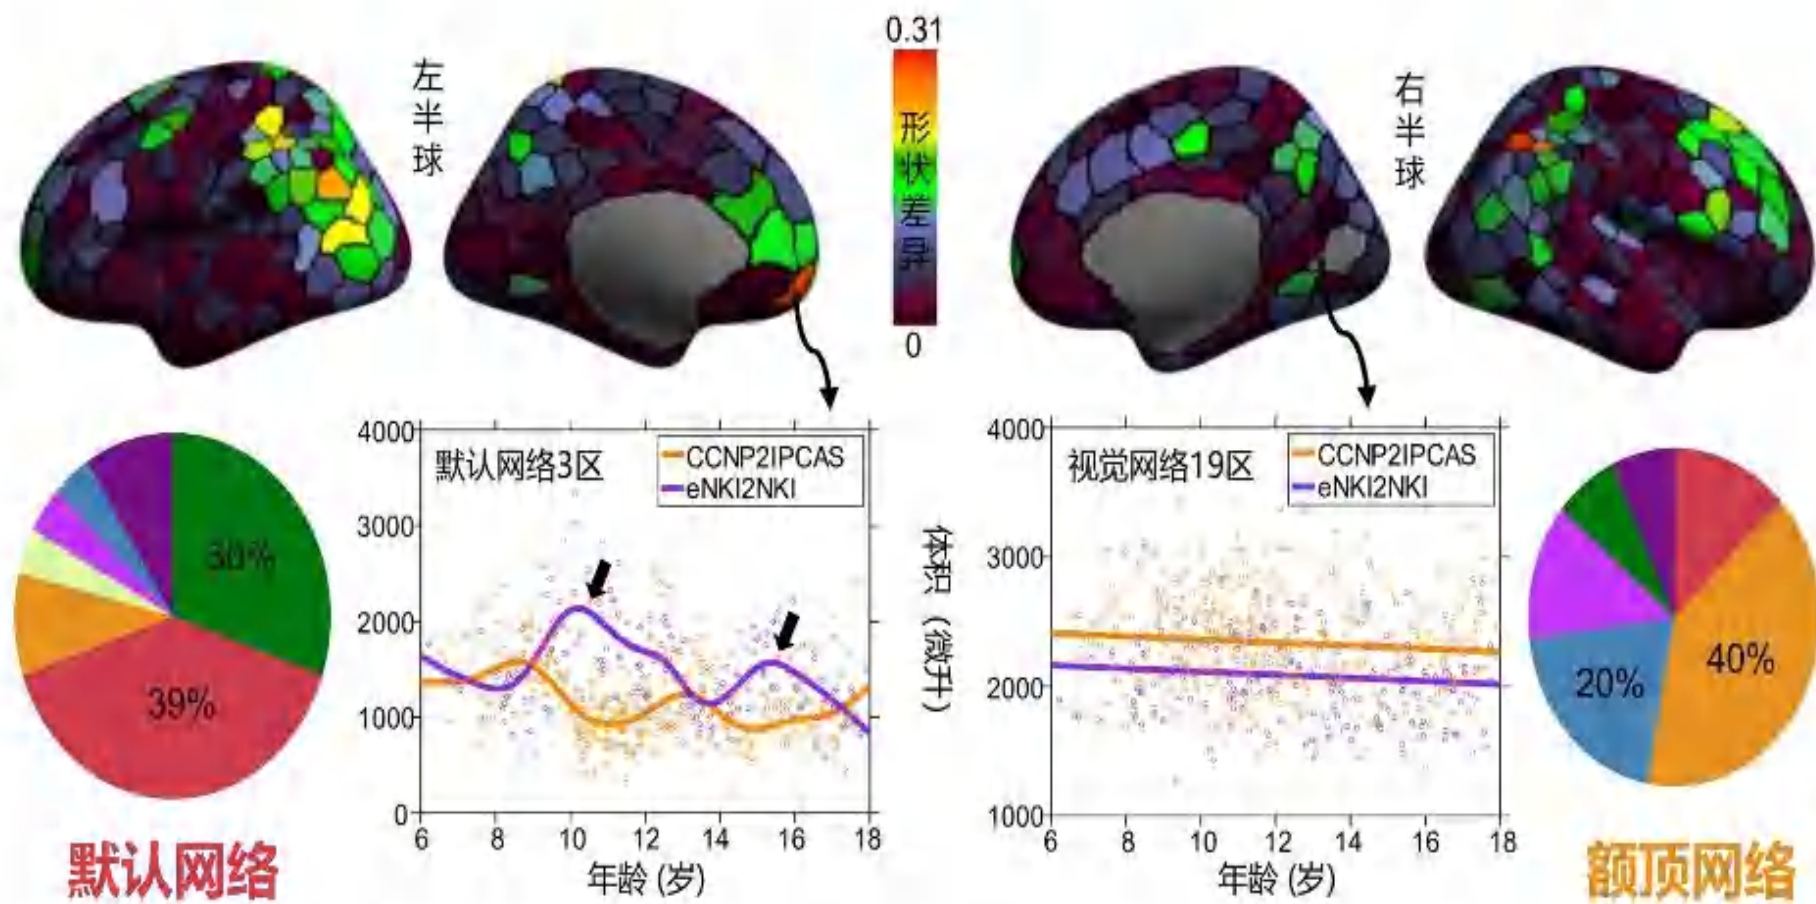 左半球
0.31
形状差异
0
右半球
30%
39%
默认网络
4000
3000
2000
1000
0
默认网络3区
CCNP2IPCAS
eNKI2NKI
6 8 10 12 14 16 18
年龄 (岁)
体积（微升）
4000
3000
2000
1000
视觉网络19区
CCNP2IPCAS
eNKI2NKI
6 8 10 12 14 16 18
年龄 (岁)
40%
20%
额顶网络